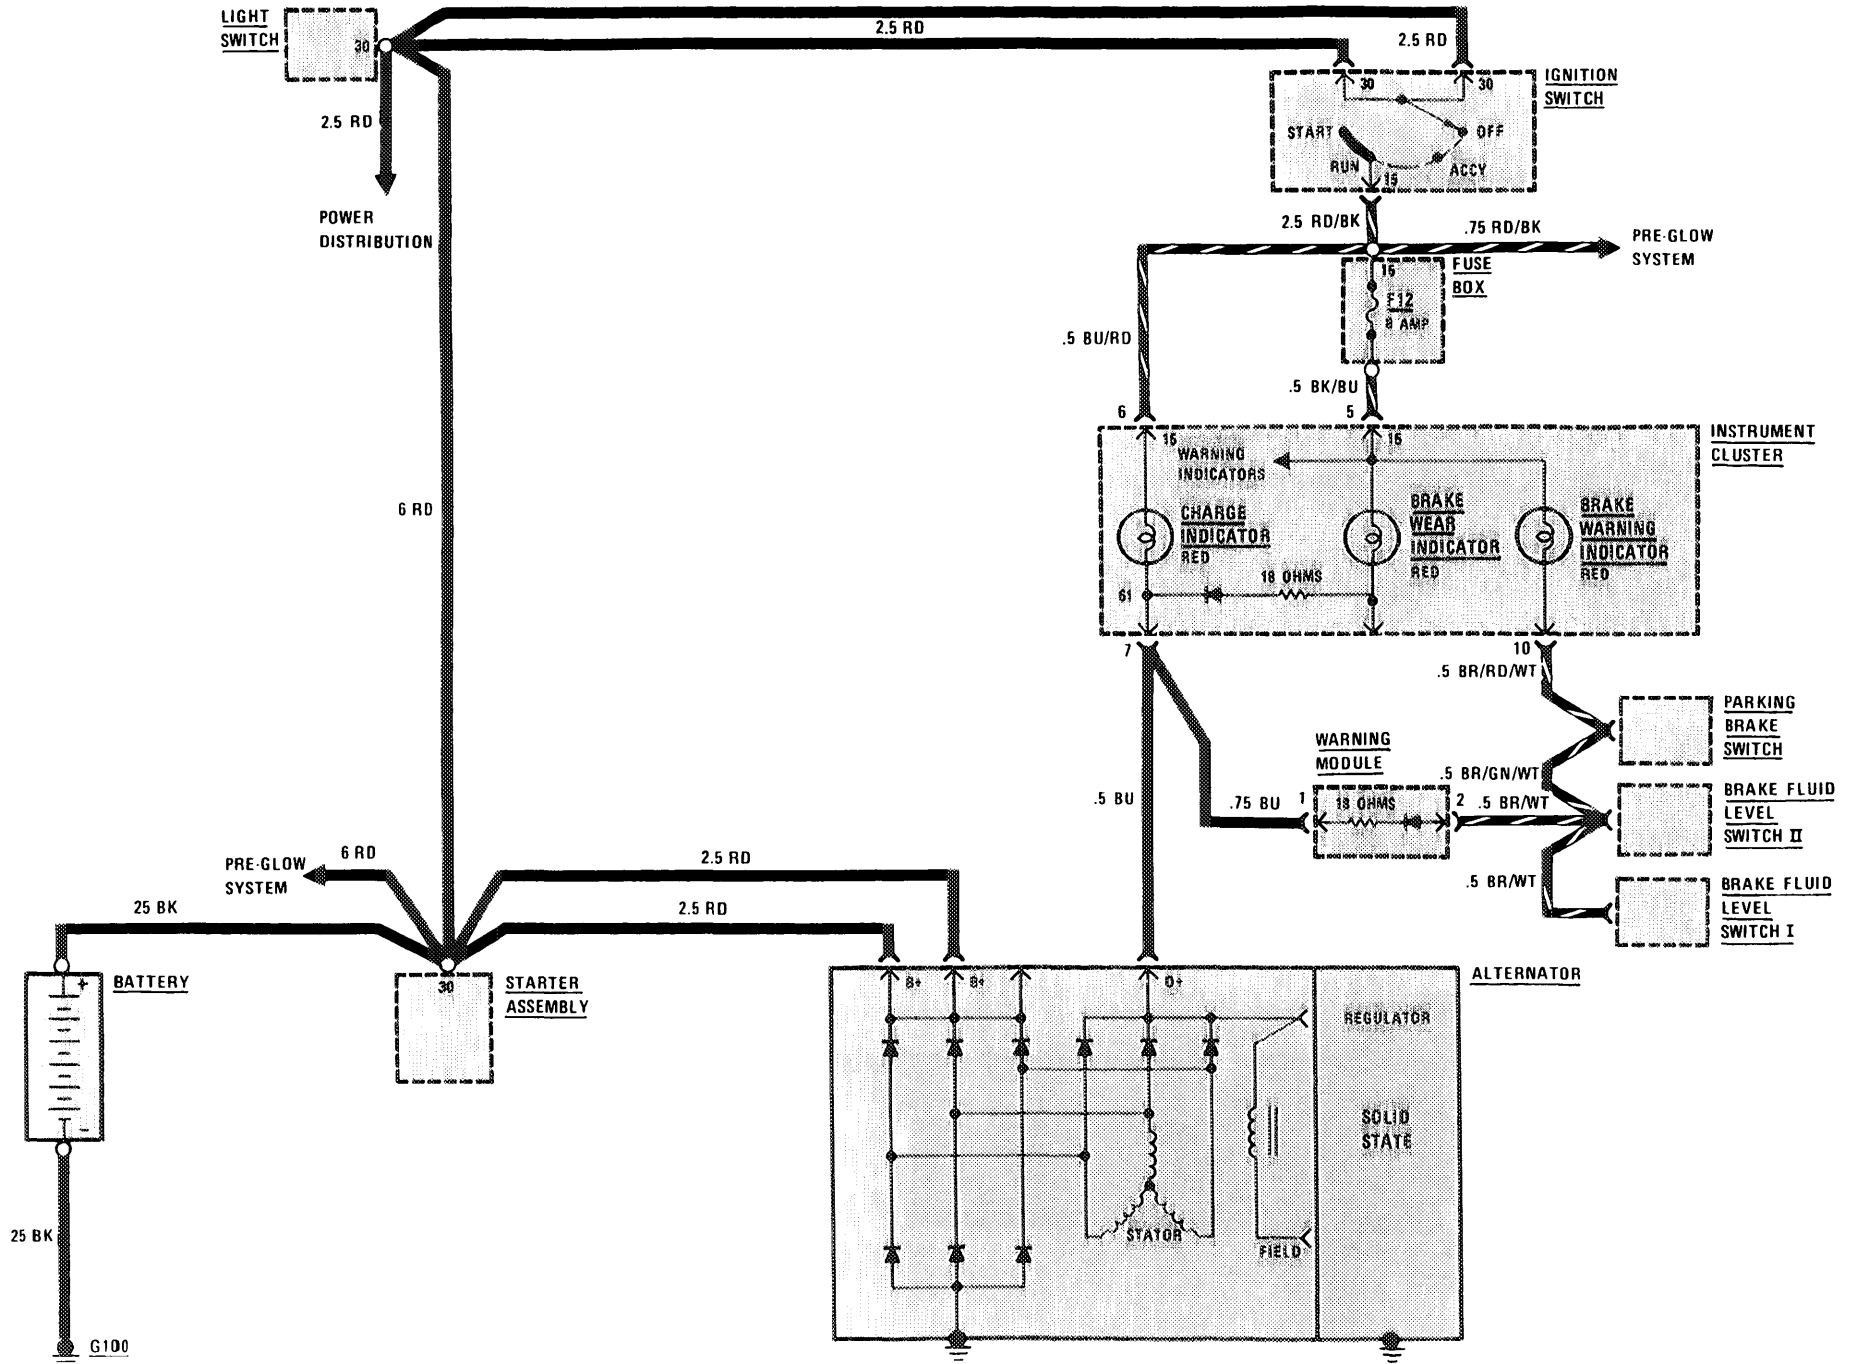 LIGHT
SWITCH
30
2.5 RD
2.5 RD
IGNITION
SWITCH
30
30
START
OFF
RUN
ACCY
15
2.5 RD
POWER
DISTRIBUTION
2.5 RD/BK
.75 RD/BK
PRE-GLOW
SYSTEM
FUSE
BOX
15
F12
8 AMP
.5 BU/RD
.5 BK/BU
6
5
INSTRUMENT
CLUSTER
15
16
WARNING
INDICATORS
CHARGE
INDICATOR
RED
BRAKE
WEAR
INDICATOR
RED
BRAKE
WARNING
INDICATOR
RED
61
18 OHMS
6 RD
7
10
.5 BR/RD/WT
PARKING
BRAKE
SWITCH
WARNING
MODULE
.5 BR/GN/WT
.5 BU
.75 BU
1
18 OHMS
2
.5 BR/WT
BRAKE FLUID
LEVEL
SWITCH II
.5 BR/WT
BRAKE FLUID
LEVEL
SWITCH I
PRE-GLOW
SYSTEM
6 RD
2.5 RD
25 BK
2.5 RD
BATTERY
+
-
30
STARTER
ASSEMBLY
B+
B+
D+
ALTERNATOR
REGULATOR
SOLID
STATE
STATOR
FIELD
25 BK
G100